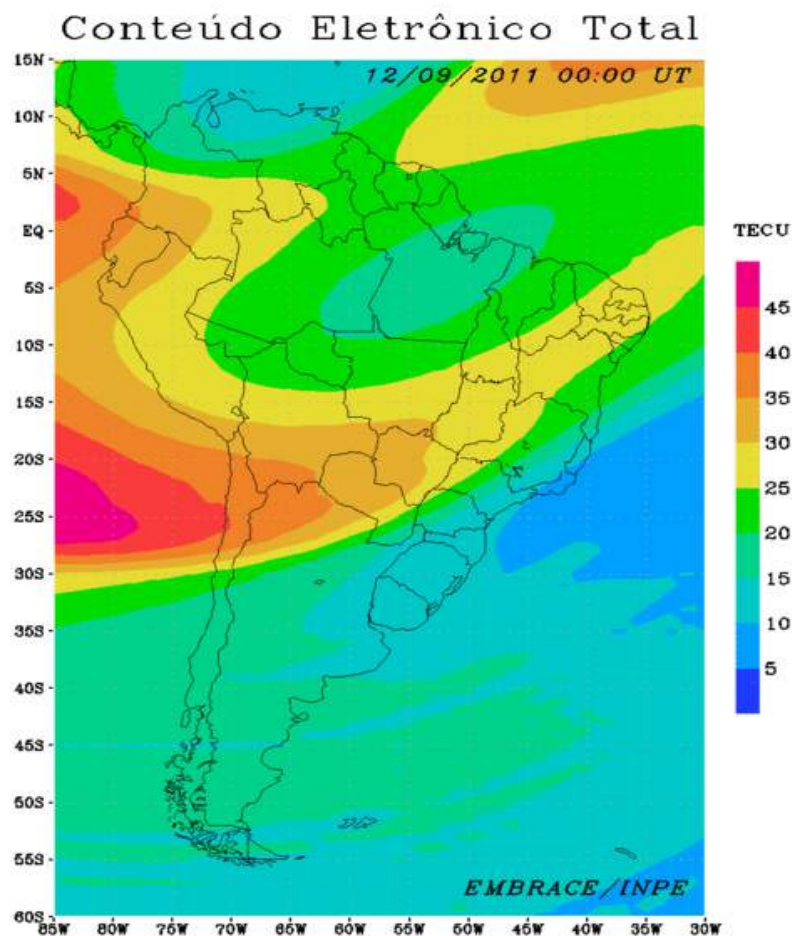 Conteúdo Eletrônico Total
12/09/2011 00:00 UT
15N
10N
5N
EQ
5S
10S
15S
20S
25S
30S
35S
40S
45S
50S
55S
60S
85W 80W 75W 70W 65W 60W 55W 50W 45W 40W 35W 30W
EMBRACE/INPE
TECU
45
40
35
30
25
20
15
10
5